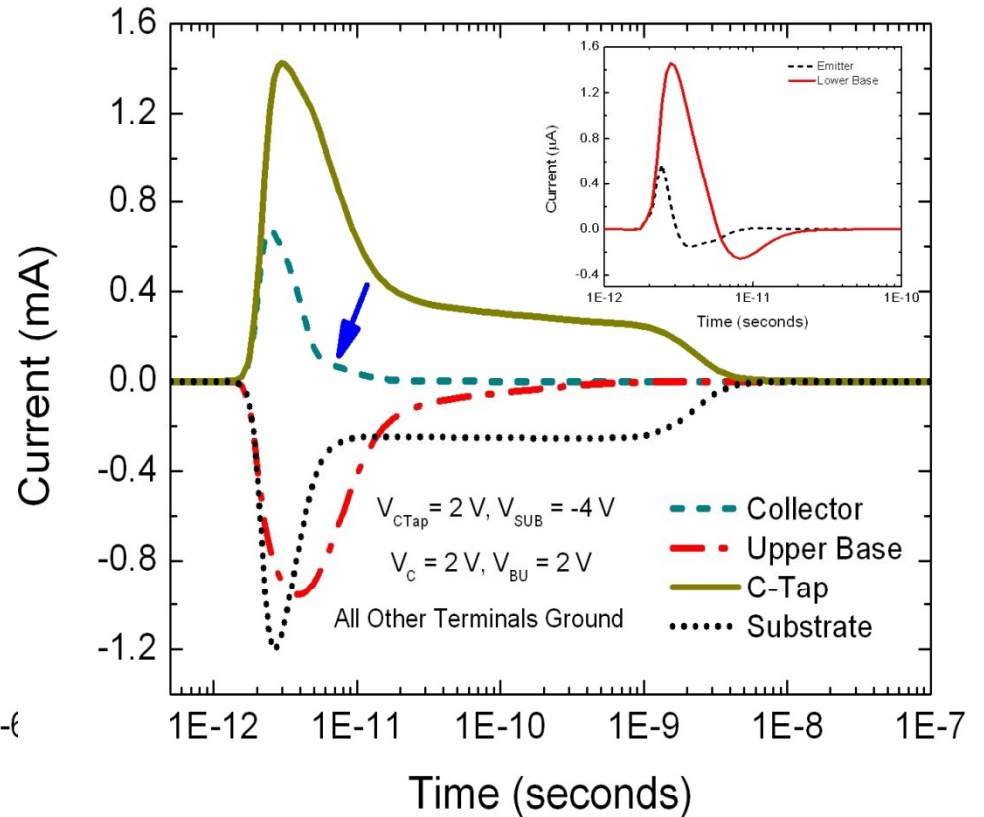 1.6
1.2
0.8
0.4
0.0
-0.4
-0.8
-1.2
Current (mA)
1E-12 1E-11 1E-10 1E-9 1E-8 1E-7
Time (seconds)
V_CTap = 2 V, V_SUB = -4 V
V_C = 2 V, V_BU = 2 V
All Other Terminals Ground
Collector
Upper Base
C-Tap
Substrate
1.6
1.2
0.8
0.4
0.0
-0.4
Current (μA)
Emitter
Lower Base
1E-12 1E-11 1E-10
Time (seconds)